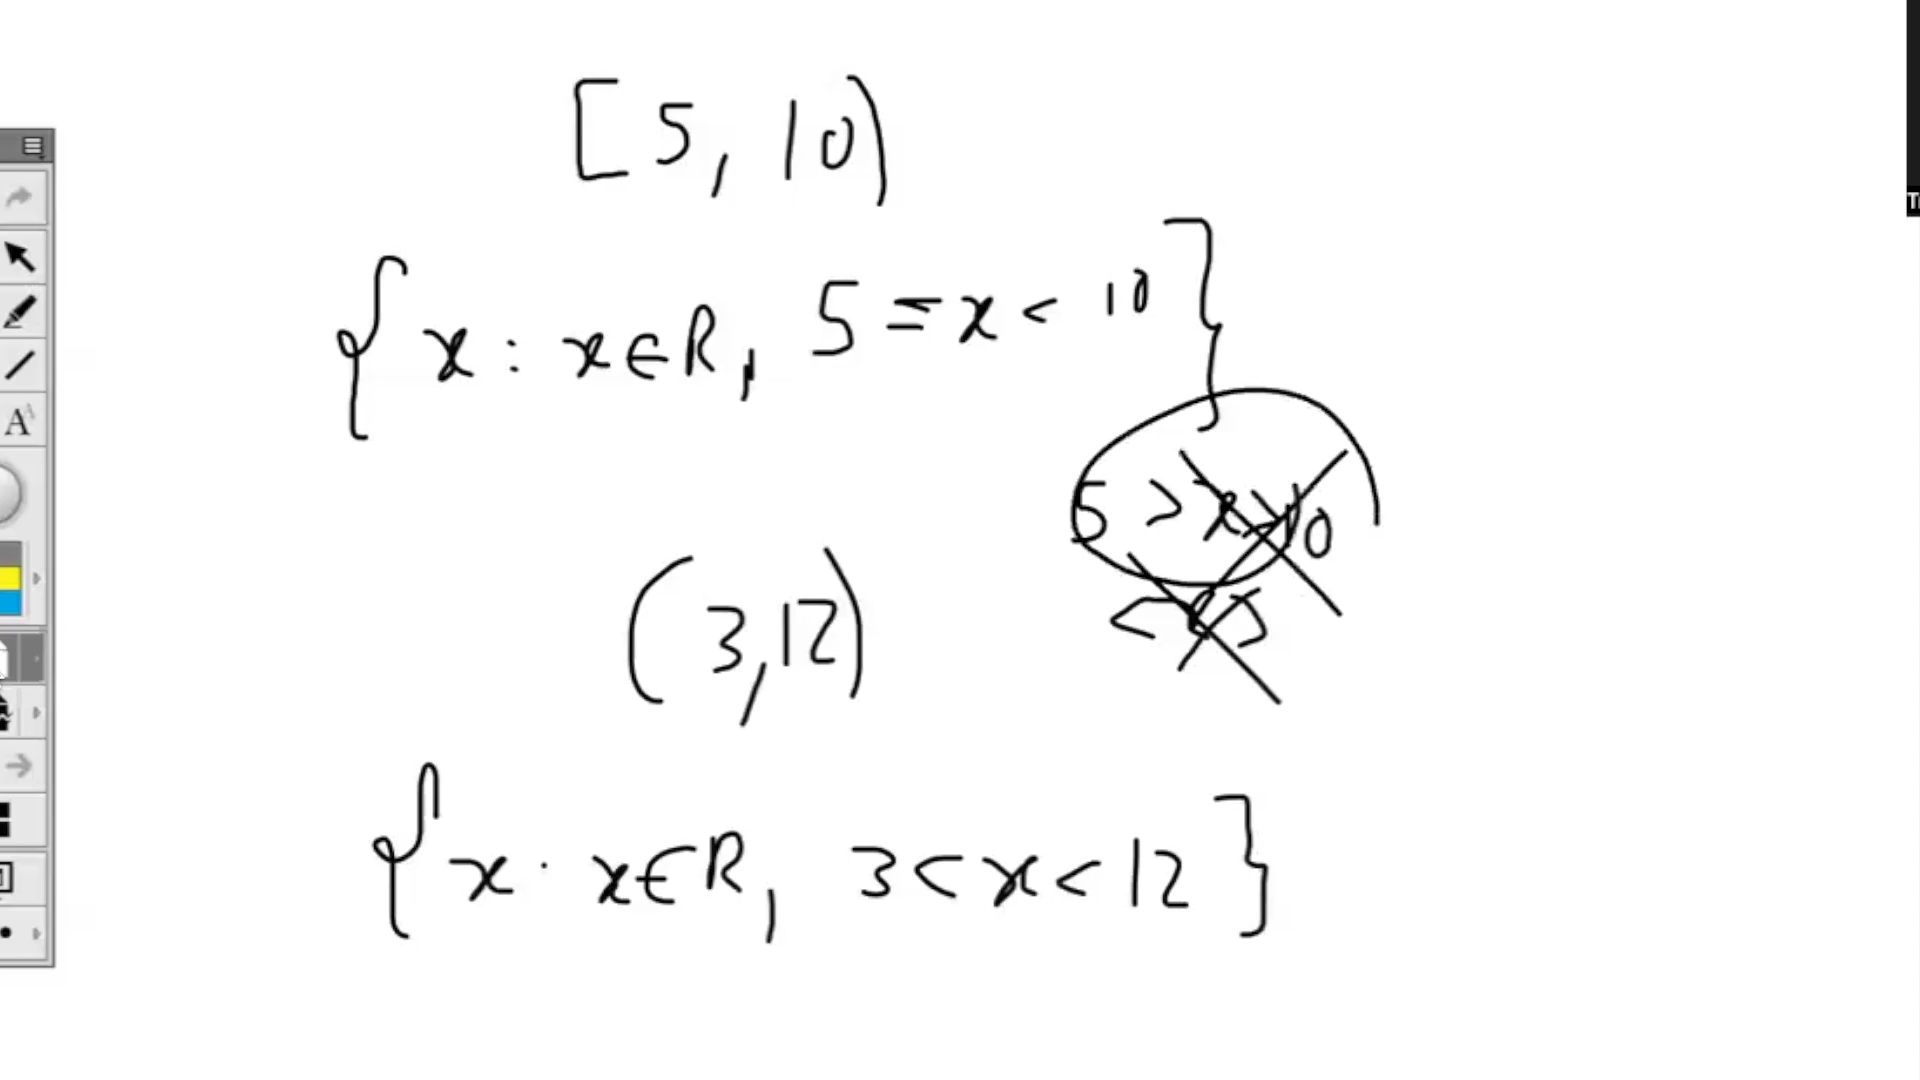 [5, 10)
{x : x∈R, 5 = x < 10}
5 > x > 10
(3,12)
{x · x∈R, 3 < x < 12}
A